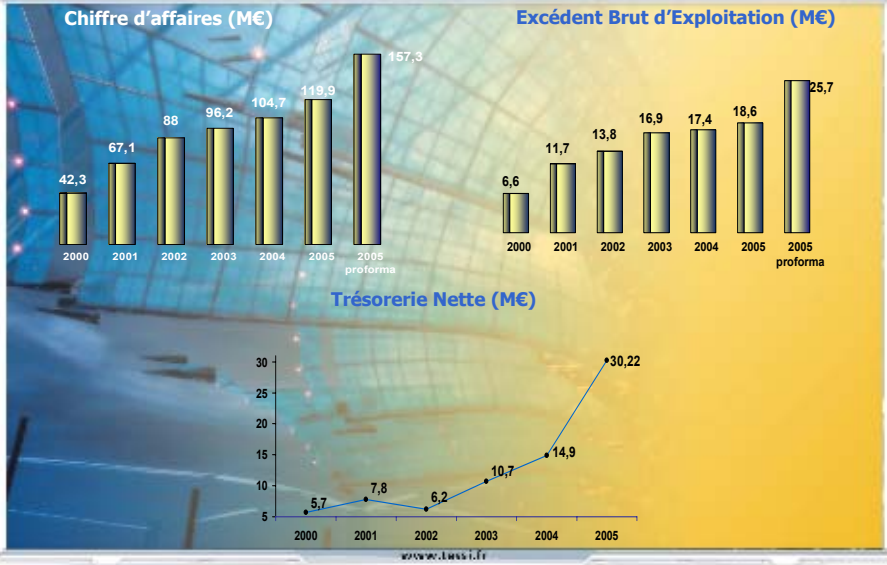 Chiffre d'affaires (M€)
157,3
119,9
104,7
96,2
88
67,1
42,3
2000 2001 2002 2003 2004 2005 2005
proforma
Excédent Brut d'Exploitation (M€)
25,7
18,6
17,4
16,9
13,8
11,7
6,6
2000 2001 2002 2003 2004 2005 2005
proforma
Trésorerie Nette (M€)
30
25
20
15
10
5
30,22
14,9
10,7
7,8
6,2
5,7
2000 2001 2002 2003 2004 2005
www.tessi.fr